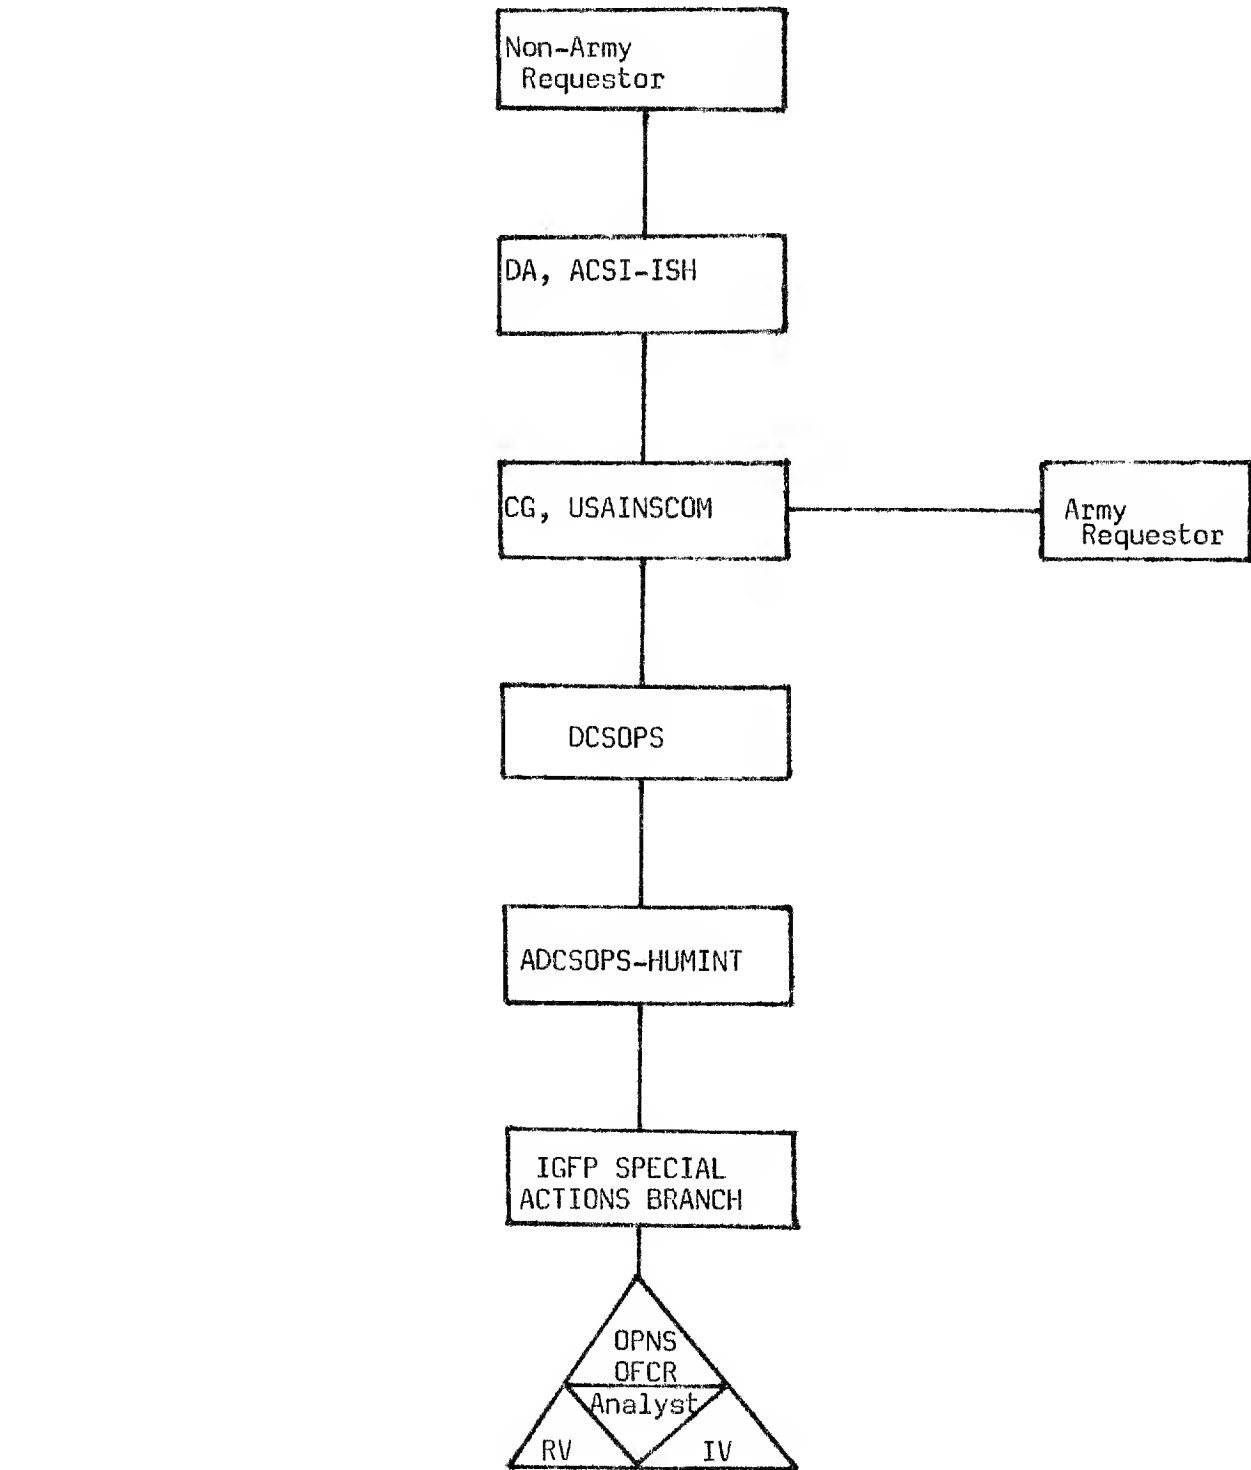 Non-Army
Requestor
DA, ACSI-ISH
CG, USAINSCOM
Army
Requestor
DCSOPS
ADCSOPS-HUMINT
IGFP SPECIAL
ACTIONS BRANCH
OPNS
OFCR
Analyst
RV
IV